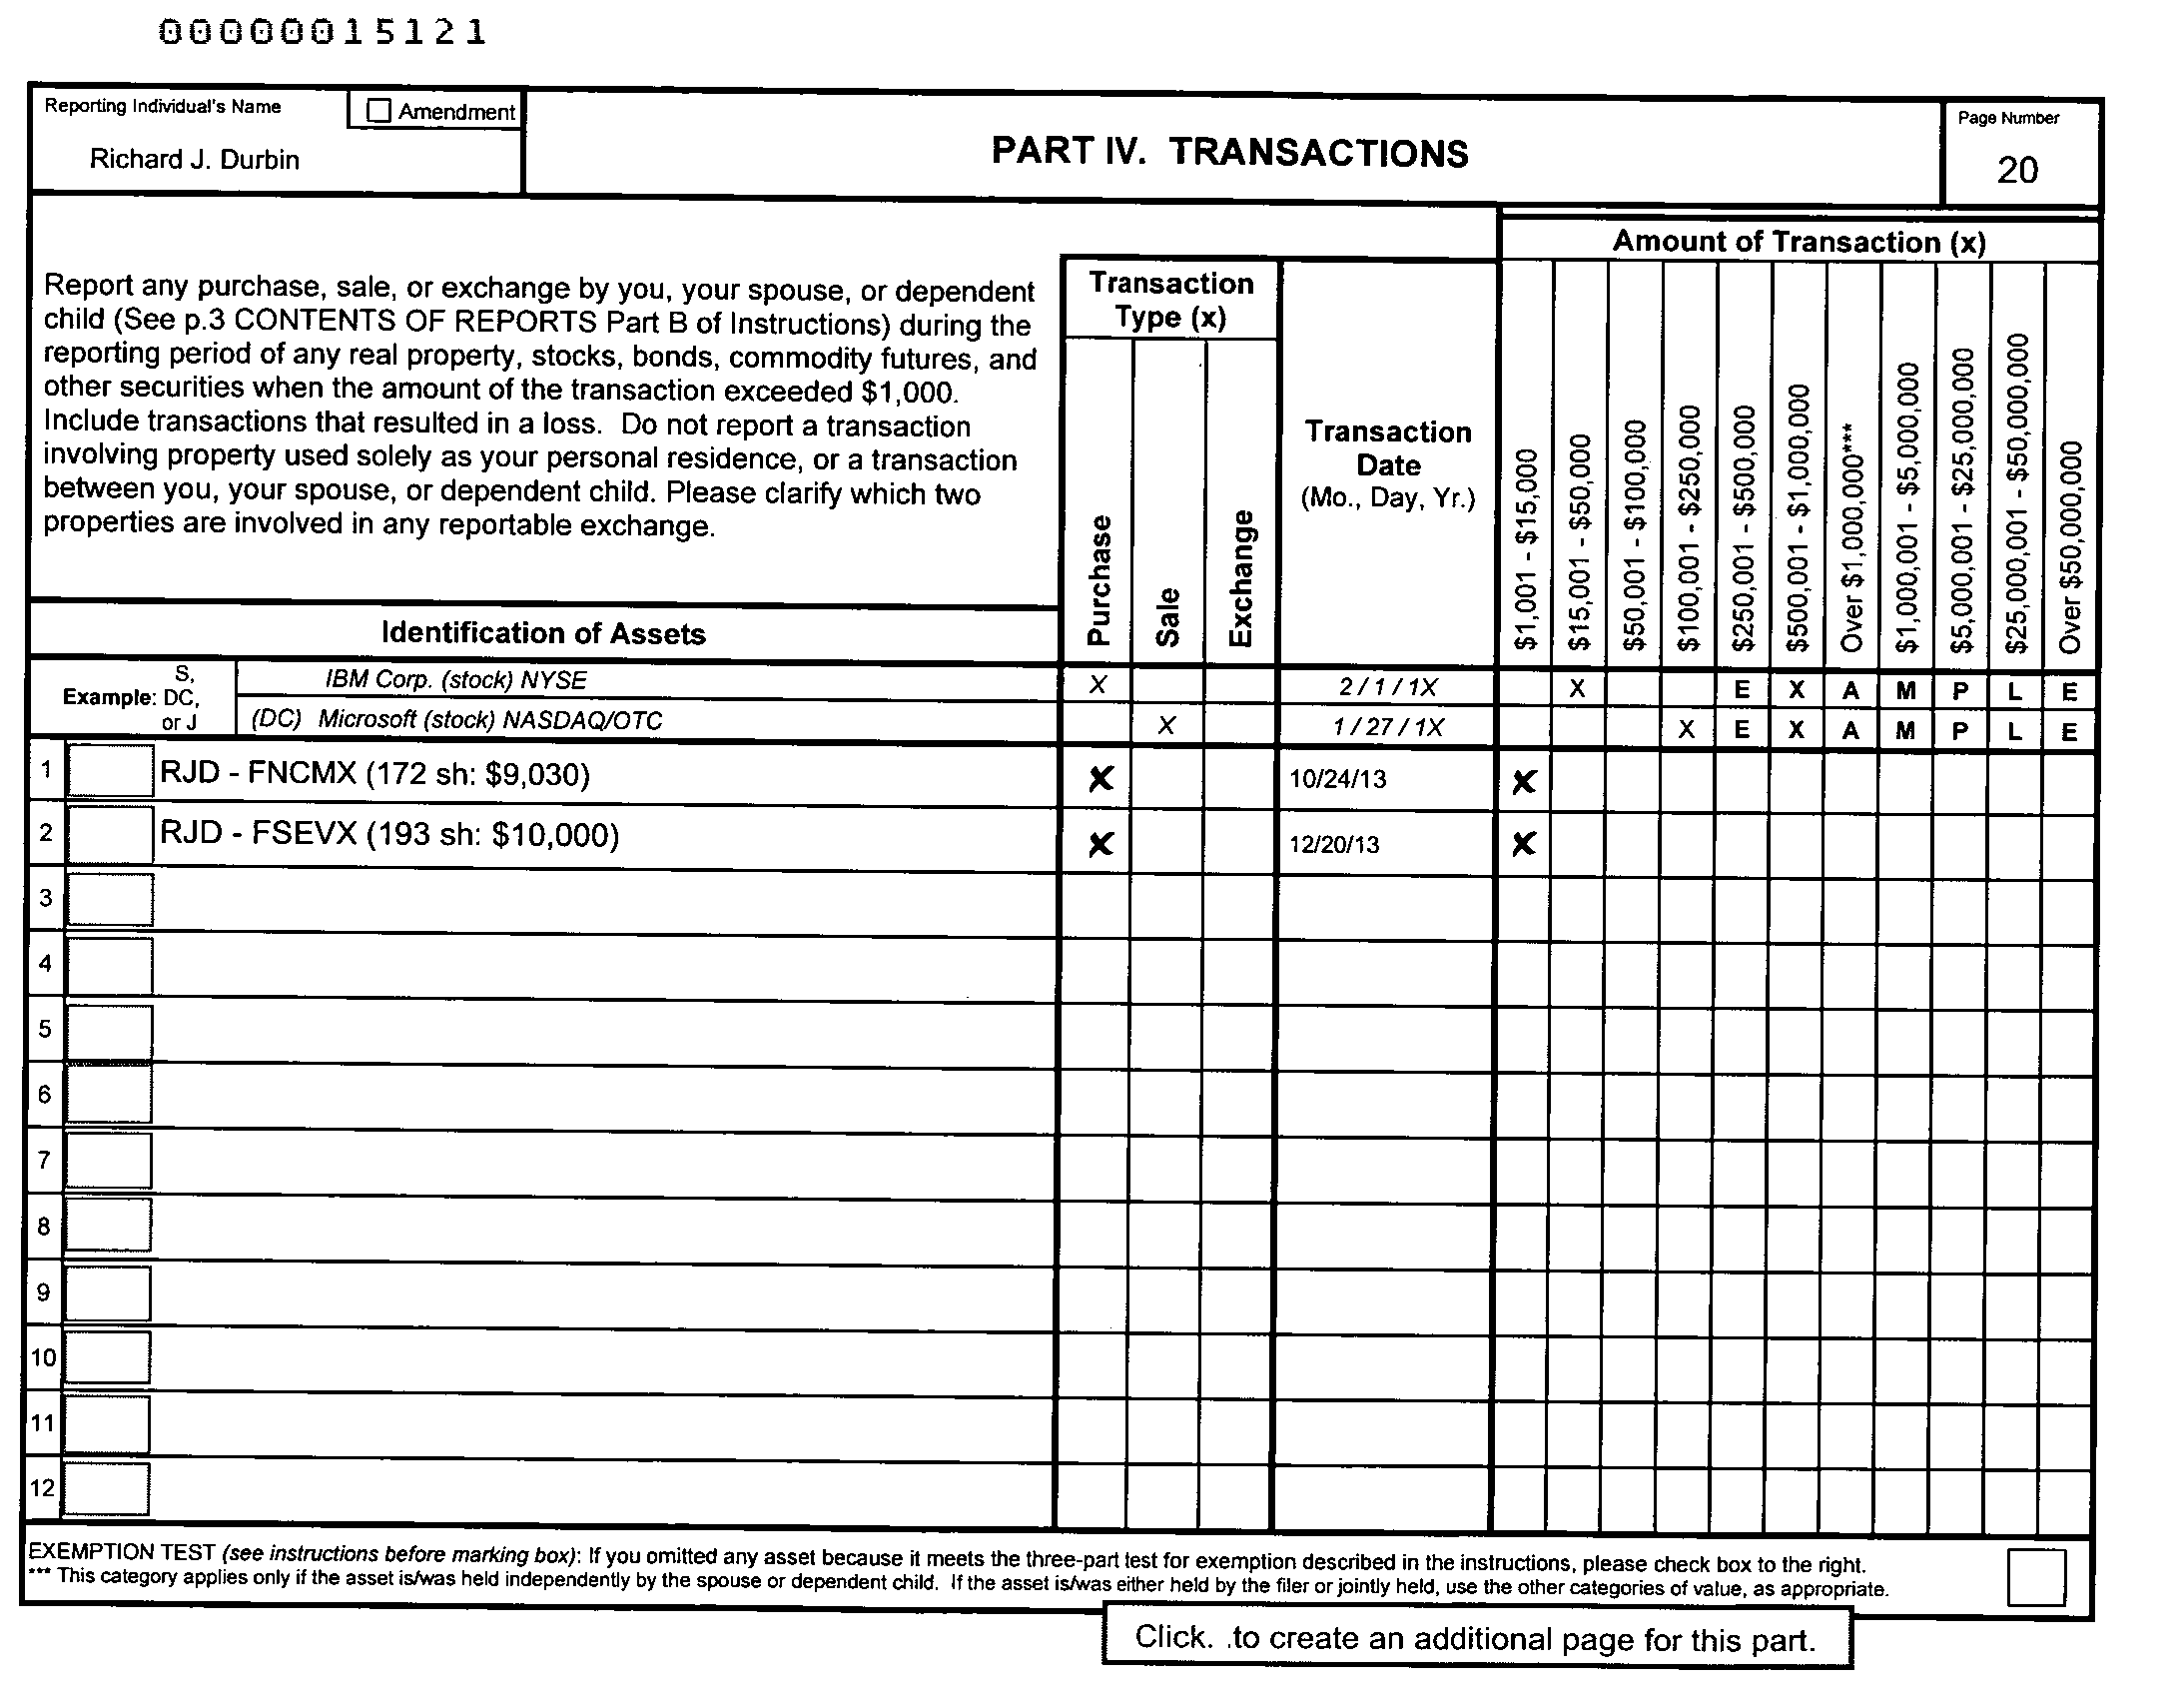 00000015121
Reporting Individual's Name
Amendment
Richard J. Durbin
PART IV. TRANSACTIONS
Page Number
20
Report any purchase, sale, or exchange by you, your spouse, or dependent
child (See p.3 CONTENTS OF REPORTS Part B of Instructions) during the
reporting period of any real property, stocks, bonds, commodity futures, and
other securities when the amount of the transaction exceeded $1,000.
Include transactions that resulted in a loss. Do not report a transaction
involving property used solely as your personal residence, or a transaction
between you, your spouse, or dependent child. Please clarify which two
properties are involved in any reportable exchange.
Identification of Assets
Transaction
Type (x)
Purchase
Sale
Exchange
Transaction
Date
(Mo., Day, Yr.)
Amount of Transaction (x)
$1,001 - $15,000
$15,001 - $50,000
$50,001 - $100,000
$100,001 - $250,000
$250,001 - $500,000
$500,001 - $1,000,000
Over $1,000,000***
$1,000,001 - $5,000,000
$5,000,001 - $25,000,000
$25,000,001 - $50,000,000
Over $50,000,000
Example: S, DC, or J
IBM Corp. (stock) NYSE X 2 / 1 / 1X X E X A M P L E
(DC) Microsoft (stock) NASDAQ/OTC X 1 / 27 / 1X X E X A M P L E
1 RJD - FNCMX (172 sh: $9,030) X 10/24/13 X
2 RJD - FSEVX (193 sh: $10,000) X 12/20/13 X
3
4
5
6
7
8
9
10
11
12
EXEMPTION TEST (see instructions before marking box): If you omitted any asset because it meets the three-part test for exemption described in the instructions, please check box to the right.
*** This category applies only if the asset is/was held independently by the spouse or dependent child. If the asset is/was either held by the filer or jointly held, use the other categories of value, as appropriate.
Click. .to create an additional page for this part.